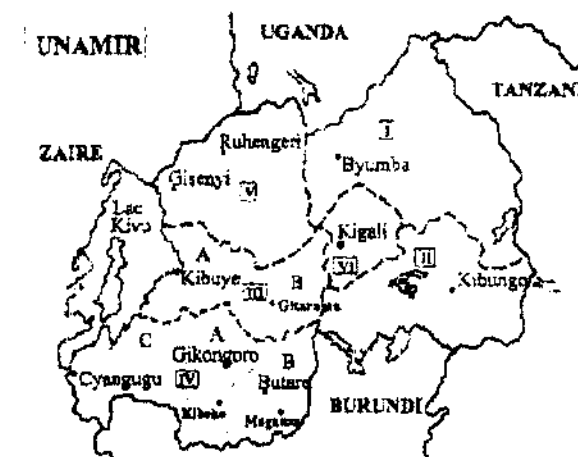 UNAMIR
UGANDA
TANZANI
ZAIRE
Ruhengeri
I
Byumba
Gisenyi
V
Lac
Kivu
Kigali
A
Kibuye
VI
II
III
B
Gitarama
Kibungo
C
A
Gikongoro
B
Cyangugu
IV
Butare
Kibeho
BURUNDI